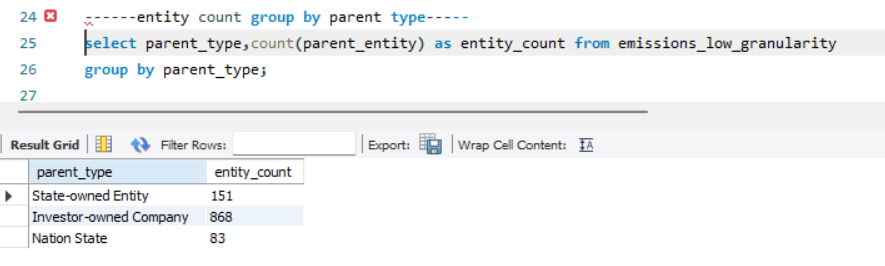 24 ------entity count group by parent type-----
25 select parent_type,count(parent_entity) as entity_count from emissions_low_granularity
26 group by parent_type;
27
Result Grid Filter Rows: Export: Wrap Cell Content: IA
parent_type entity_count
State-owned Entity 151
Investor-owned Company 868
Nation State 83